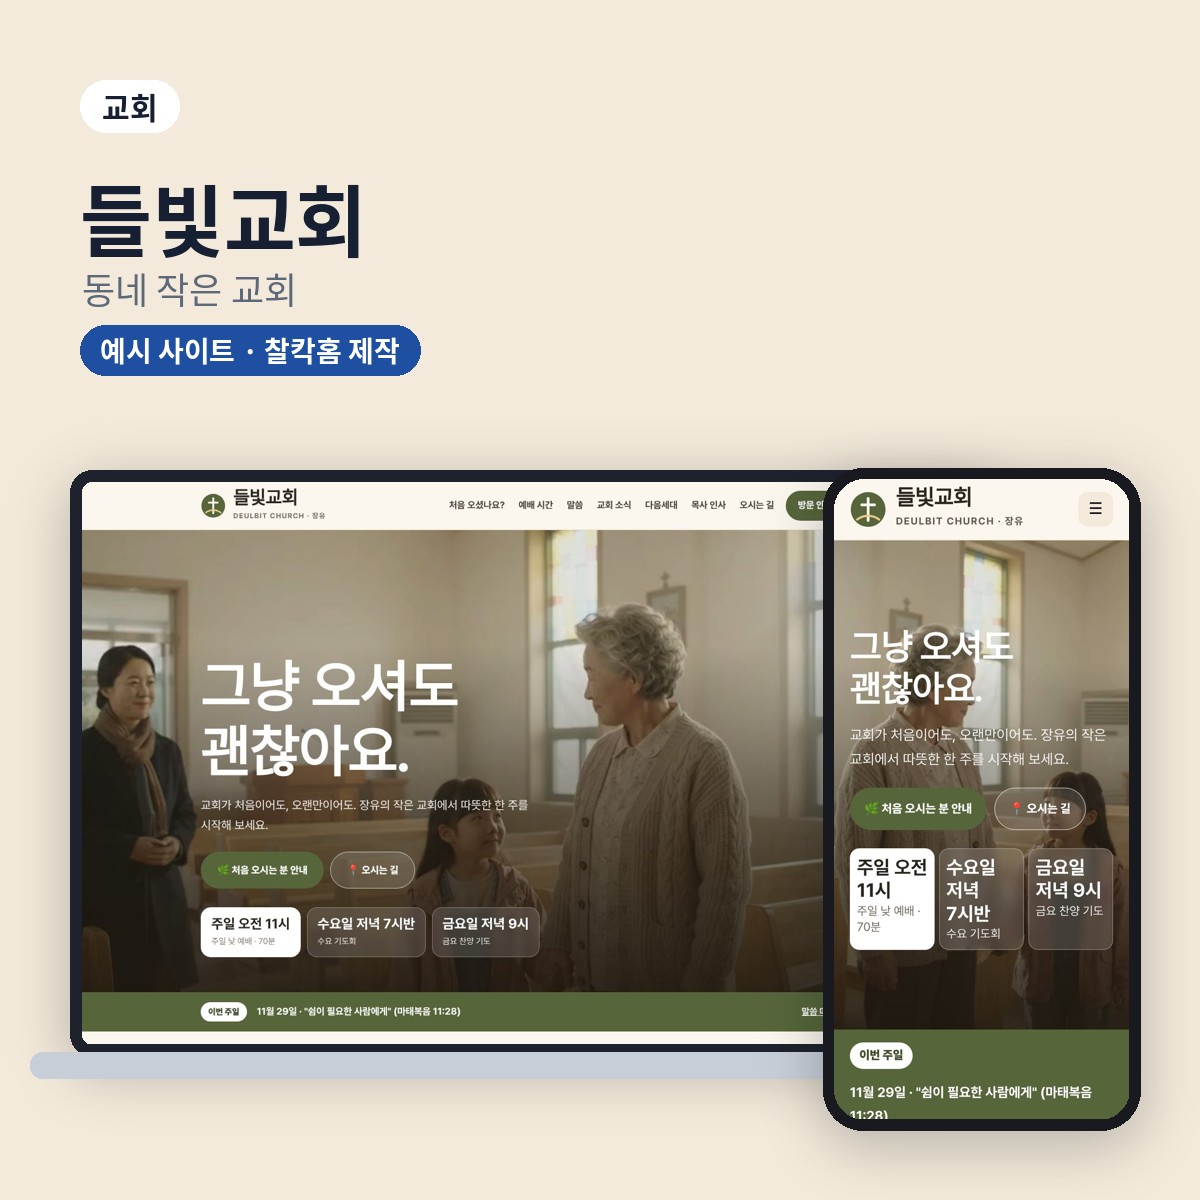 교회
들빛교회
동네 작은 교회
예시 사이트 · 찰칵홈 제작
들빛교회
DEULBIT CHURCH · 장유
처음 오셨나요? 예배 시간 말씀 교회 소식 다음세대 목사 인사 오시는 길 방문
그냥 오셔도
괜찮아요.
교회가 처음이어도, 오랜만이어도. 장유의 작은 교회에서 따뜻한 한 주를
시작해 보세요.
처음 오시는 분 안내 오시는 길
주일 오전 11시 수요일 저녁 7시반 금요일 저녁 9시
주일 낮 예배 · 70분 수요 기도회 금요 찬양 기도
이번 주일 11월 29일 · "쉼이 필요한 사람에게" (마태복음 11:28) 말씀
들빛교회
DEULBIT CHURCH · 장유
그냥 오셔도
괜찮아요.
교회가 처음이어도, 오랜만이어도. 장유의 작은
교회에서 따뜻한 한 주를 시작해 보세요.
처음 오시는 분 안내 오시는 길
주일 오전
11시
주일 낮 예배 ·
70분
수요일
저녁
7시반
수요 기도회
금요일
저녁 9시
금요 찬양 기도
이번 주일
11월 29일 · "쉼이 필요한 사람에게" (마태복음
11:28)